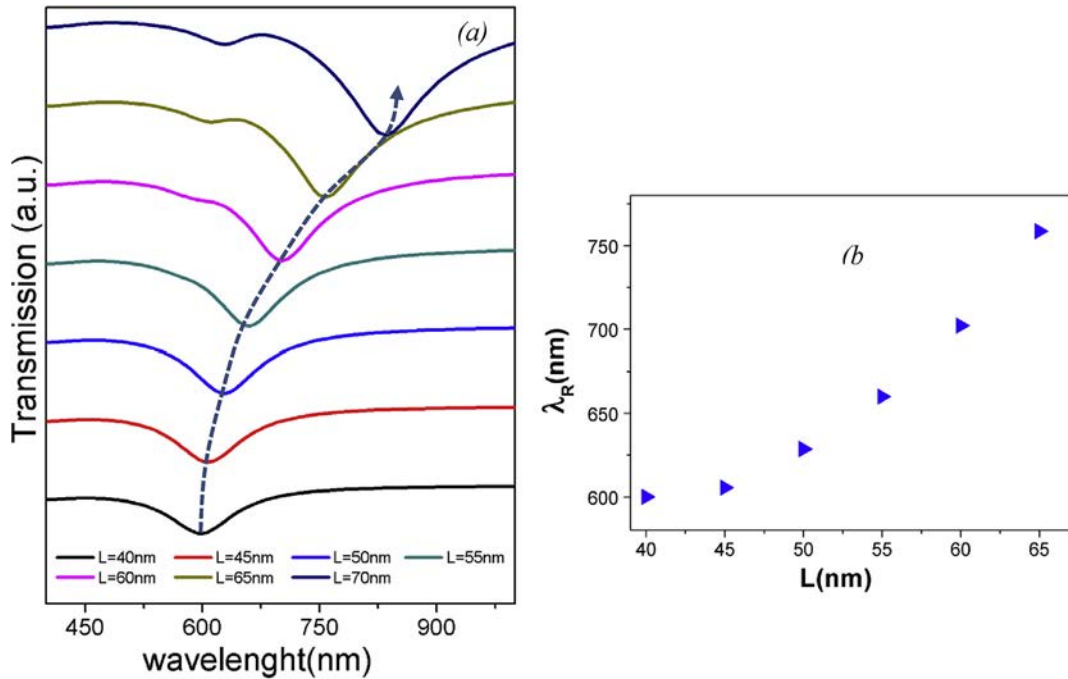 (a)
Transmission (a.u.)
L=40nm L=45nm L=50nm L=55nm
L=60nm L=65nm L=70nm
450 600 750 900
wavelenght(nm)
(b
λR(nm)
750
700
650
600
40 45 50 55 60 65
L(nm)